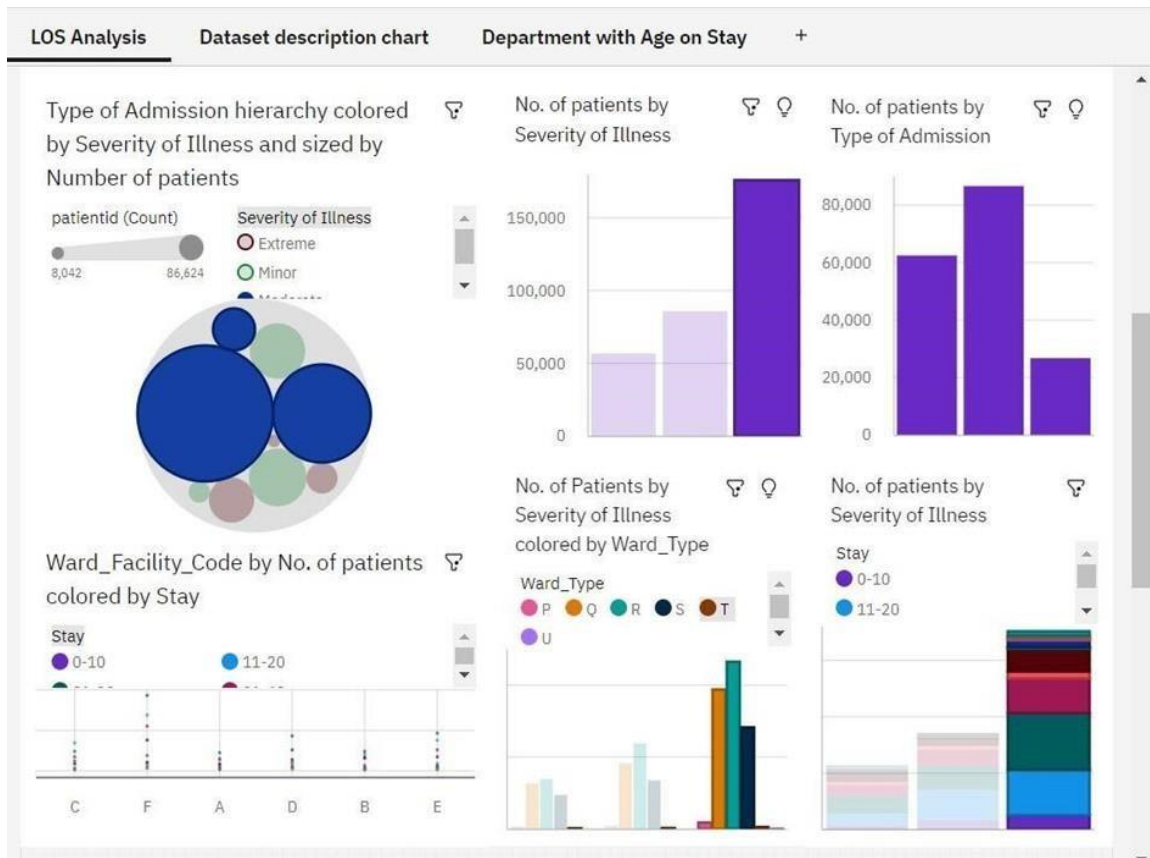 LOS Analysis
Dataset description chart
Department with Age on Stay
+
Type of Admission hierarchy colored
by Severity of Illness and sized by
Number of patients
patientid (Count)
8,042
86,624
Severity of Illness
Extreme
Minor
No. of patients by
Severity of Illness
150,000
100,000
50,000
0
No. of patients by
Type of Admission
80,000
60,000
40,000
20,000
0
Ward_Facility_Code by No. of patients
colored by Stay
Stay
0-10
11-20
C F A D B E
No. of Patients by
Severity of Illness
colored by Ward_Type
Ward_Type
P Q R S T
U
No. of patients by
Severity of Illness
Stay
0-10
11-20